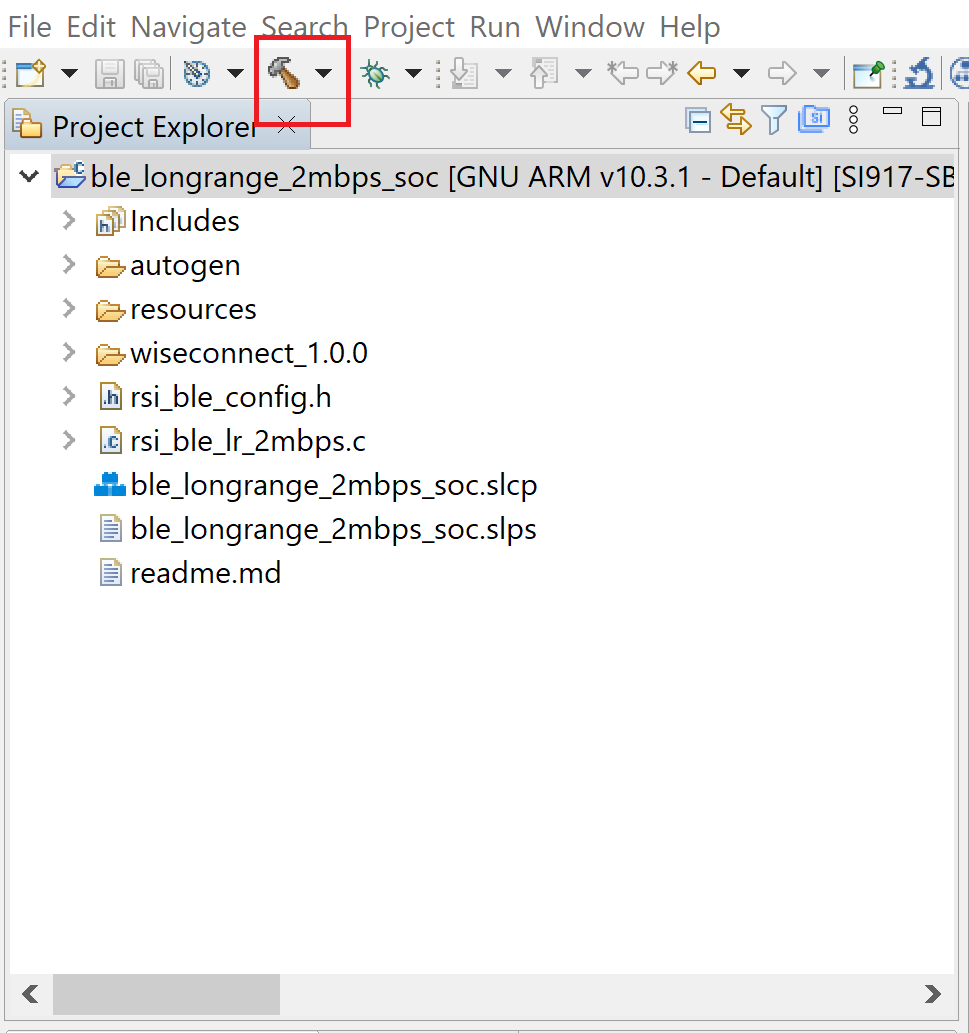 File Edit Navigate Search Project Run Window Help
Project Explorer
ble_longrange_2mbps_soc [GNU ARM v10.3.1 - Default] [SI917-SB
Includes
autogen
resources
wiseconnect_1.0.0
.h rsi_ble_config.h
.c rsi_ble_lr_2mbps.c
ble_longrange_2mbps_soc.slcp
ble_longrange_2mbps_soc.slps
readme.md